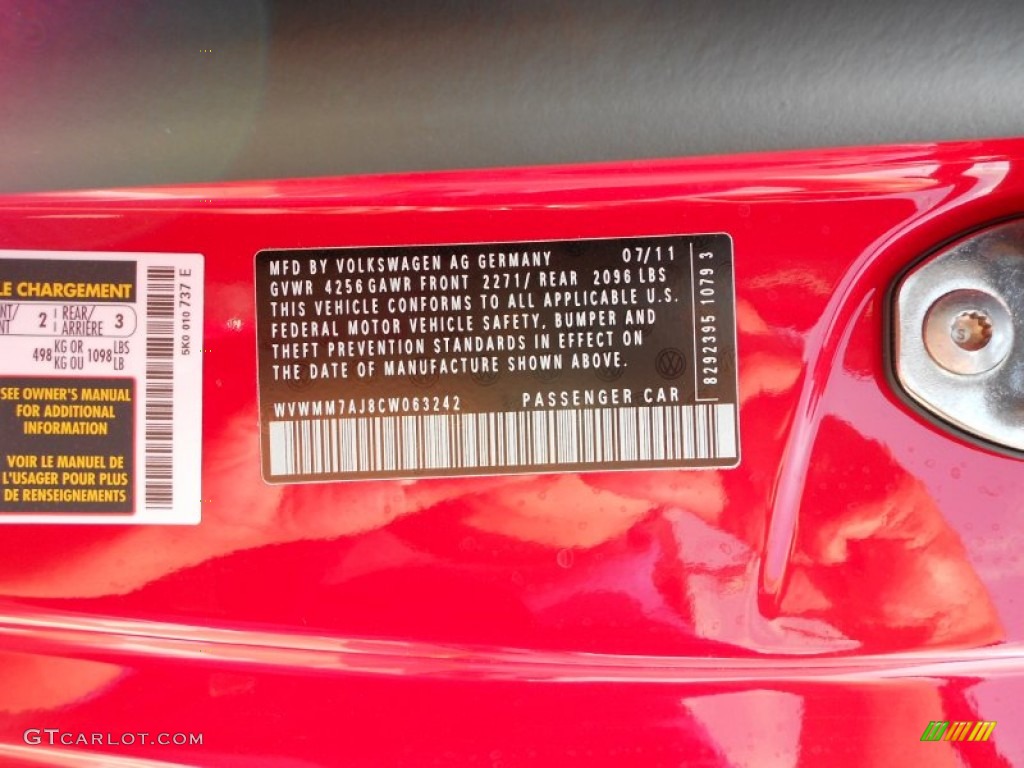 LE CHARGEMENT
2 REAR/ ARRIÈRE 3
498 KG OR 1098 LBS
KG OU LB
SEE OWNER'S MANUAL
FOR ADDITIONAL
INFORMATION
VOIR LE MANUEL DE
L'USAGER POUR PLUS
DE RENSEIGNEMENTS
5K0 010 737 E
MFD BY VOLKSWAGEN AG GERMANY 07/11
GVWR 4256 GAWR FRONT 2271/ REAR 2096 LBS
THIS VEHICLE CONFORMS TO ALL APPLICABLE U.S.
FEDERAL MOTOR VEHICLE SAFETY, BUMPER AND
THEFT PREVENTION STANDARDS IN EFFECT ON
THE DATE OF MANUFACTURE SHOWN ABOVE.
WVWMM7AJ8CW063242 PASSENGER CAR
8292395 1079 3
GTCARLOT.COM